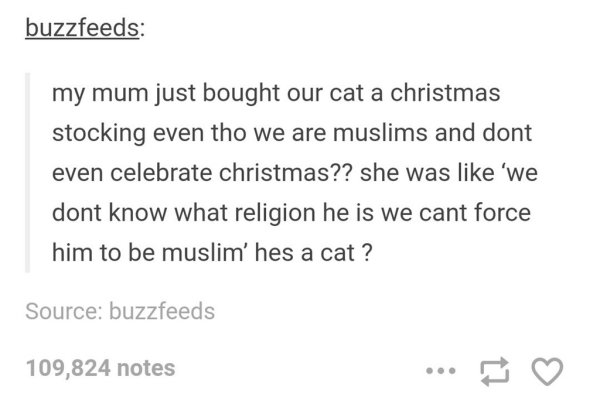 buzzfeeds:
my mum just bought our cat a christmas
stocking even tho we are muslims and dont
even celebrate christmas?? she was like ‘we
dont know what religion he is we cant force
him to be muslim’ hes a cat ?
Source: buzzfeeds
109,824 notes